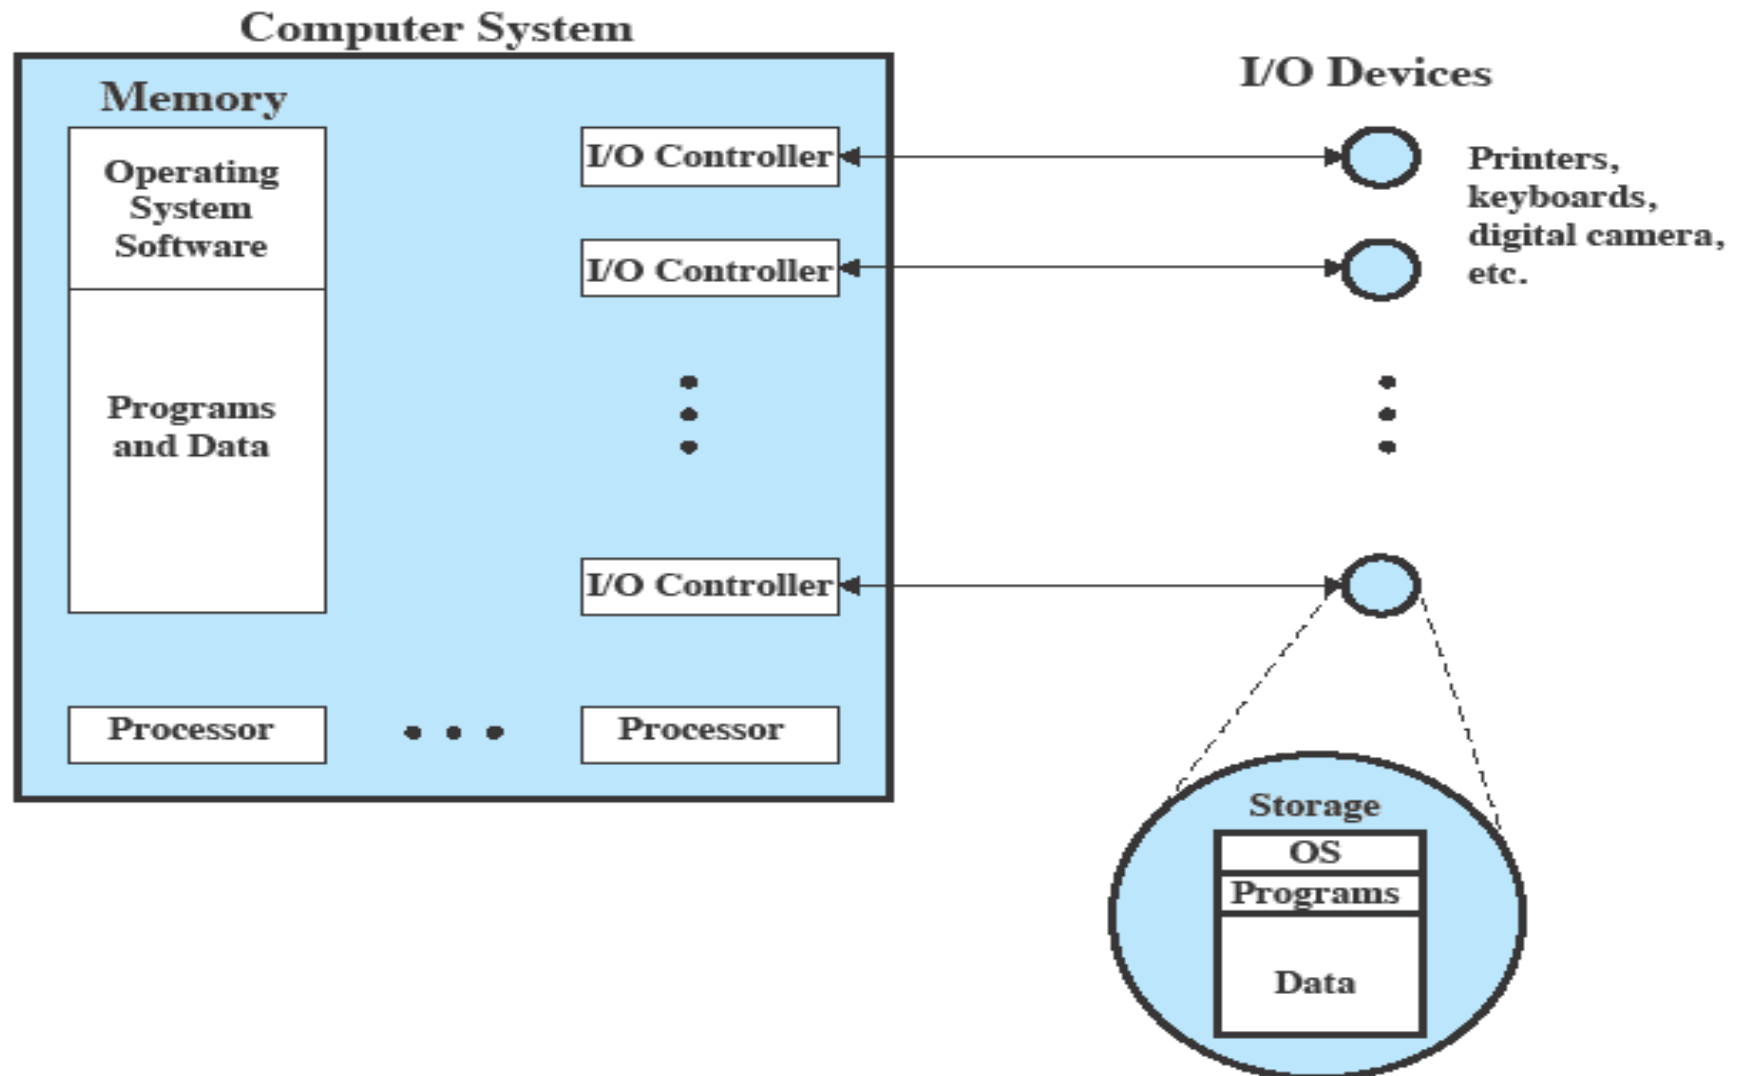 Computer System
Memory
Operating
System
Software
Programs
and Data
I/O Controller
I/O Controller
I/O Controller
Processor
Processor
I/O Devices
Printers,
keyboards,
digital camera,
etc.
Storage
OS
Programs
Data